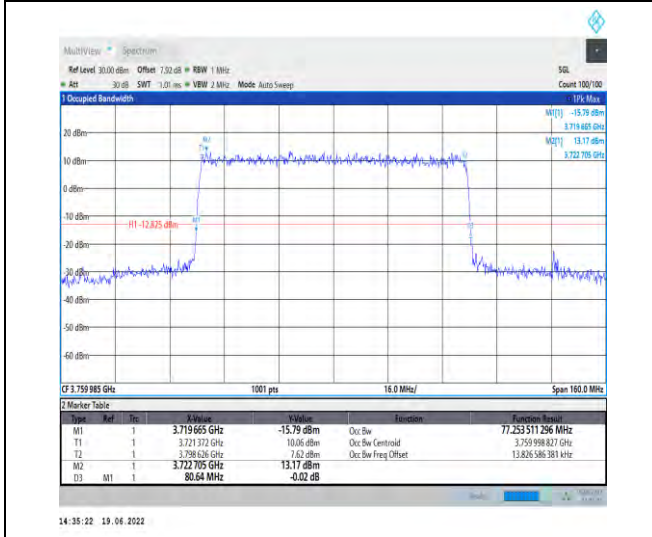 MultiView Spectrum
Ref Level 30.00 dBm Offset 7.92 dB RBW 1 MHz SGL
Att 30 dB SWT 1.01 ms VBW 2 MHz Mode Auto Sweep Count 100/100
1 Occupied Bandwidth 1Pk Max
M1[1] -15.79 dBm
3.719 665 GHz
M2[1] 13.17 dBm
3.722 705 GHz
20 dBm
10 dBm
0 dBm
-10 dBm
H1 -12.825 dBm
-30 dBm
-40 dBm
-50 dBm
-60 dBm
CF 3.759 985 GHz 1001 pts 16.0 MHz/ Span 160.0 MHz
2 Marker Table
Type Ref Trc X-Value Y-Value Function Function Result
M1 1 3.719 665 GHz -15.79 dBm Occ Bw 77.253 511 296 MHz
T1 1 3.721 372 GHz 10.06 dBm Occ Bw Centroid 3.759 998 827 GHz
T2 1 3.798 626 GHz 7.62 dBm Occ Bw Freq Offset 13.826 586 381 kHz
M2 1 3.722 705 GHz 13.17 dBm
D3 M1 1 80.64 MHz -0.02 dB
14:35:22 19.06.2022